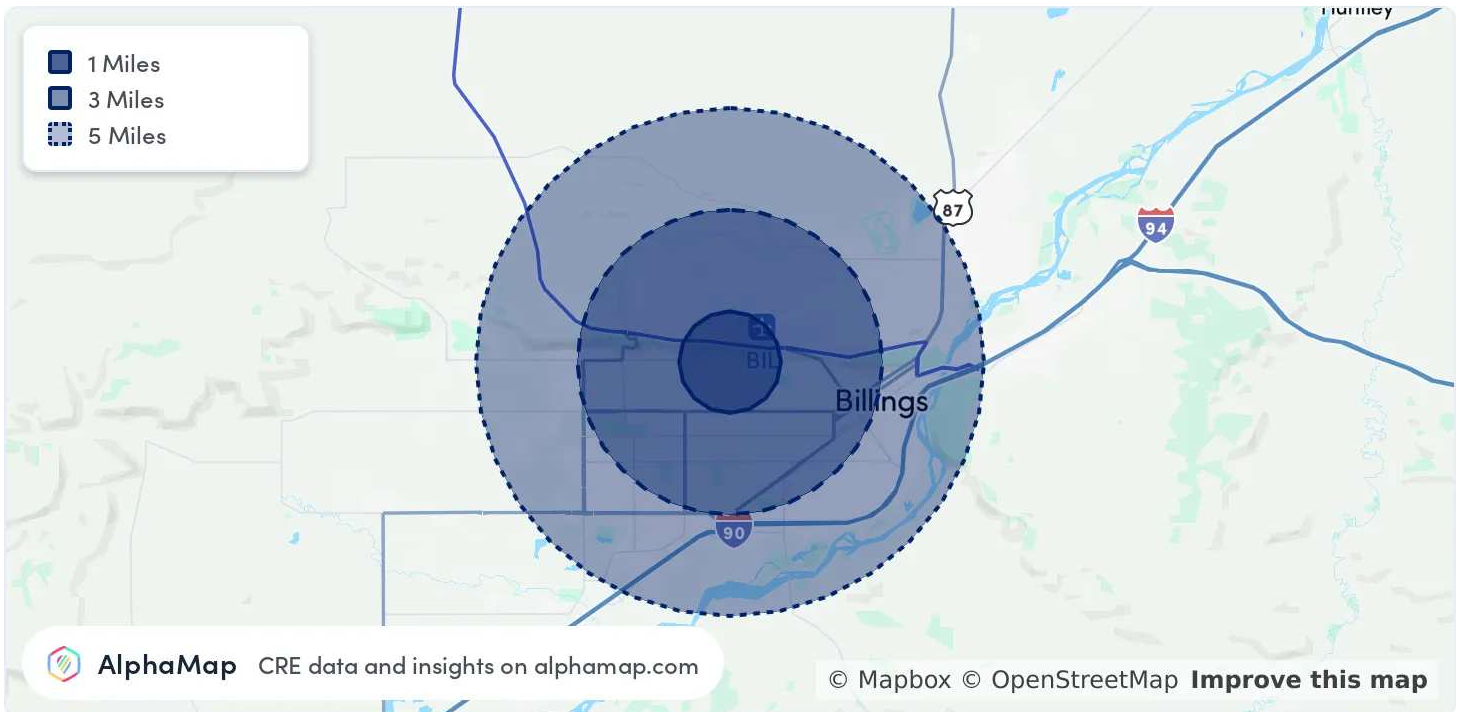 Huntley
1 Miles
3 Miles
5 Miles
87
94
BIL
Billings
90
AlphaMap CRE data and insights on alphamap.com
© Mapbox © OpenStreetMap Improve this map